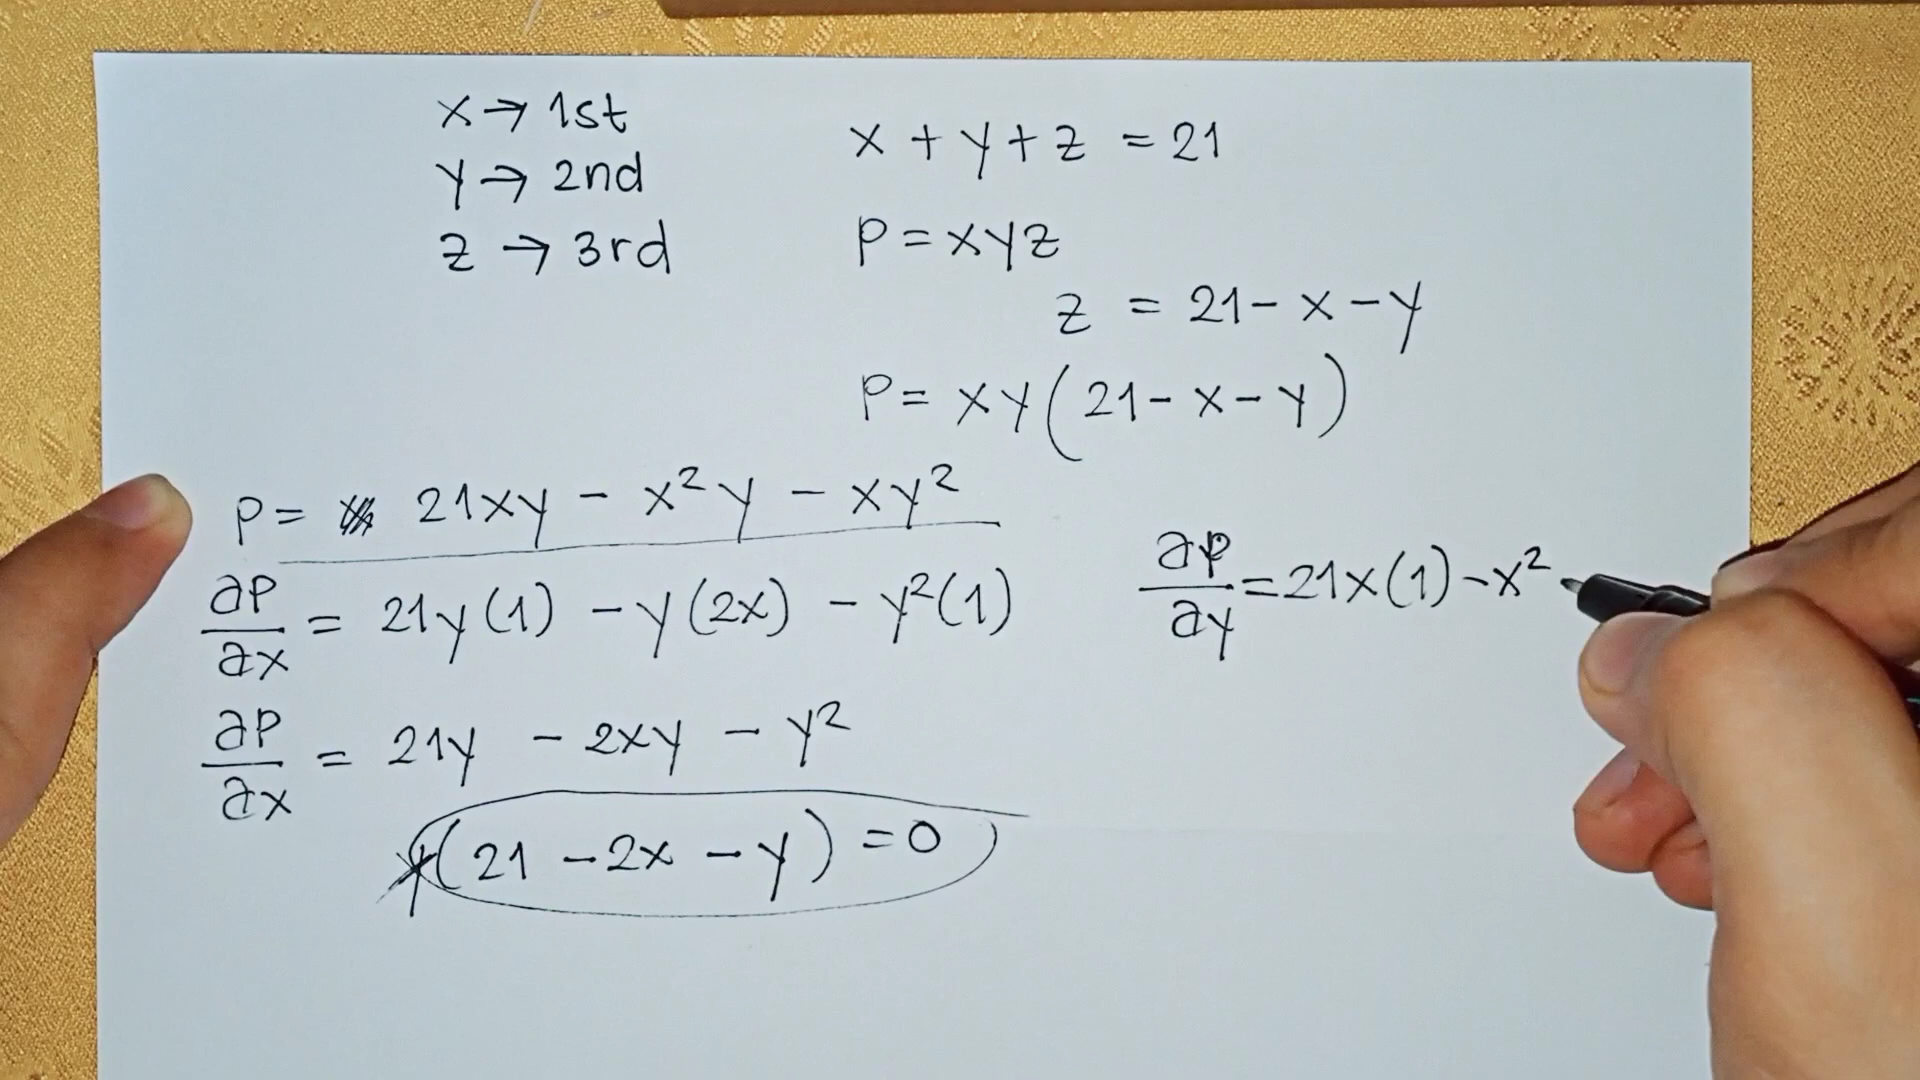 x → 1st
y → 2nd
z → 3rd
x + y + z = 21
P = xyz
z = 21 - x - y
P = xy(21 - x - y)
P = 21xy - x²y - xy²
∂P/∂x = 21y(1) - y(2x) - y²(1)
∂P/∂x = 21y - 2xy - y²
y(21 - 2x - y) = 0
∂P/∂y = 21x(1) - x²